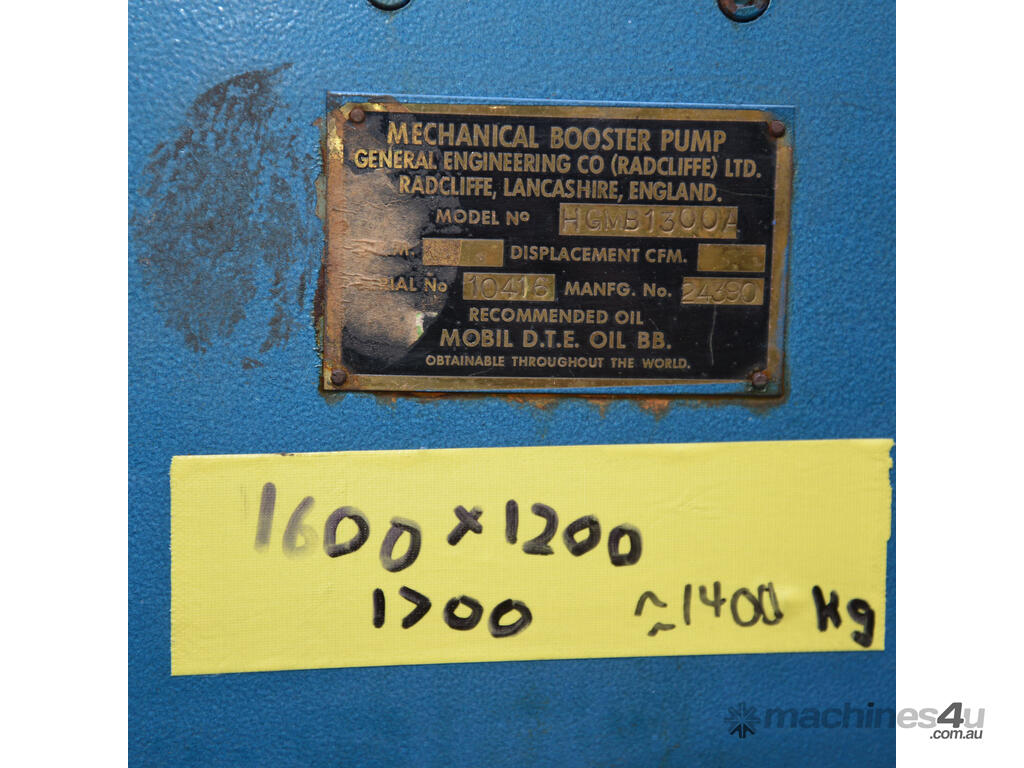 MECHANICAL BOOSTER PUMP
GENERAL ENGINEERING CO (RADCLIFFE) LTD.
RADCLIFFE, LANCASHIRE, ENGLAND.
MODEL No HGMB1300A
M. DISPLACEMENT CFM.
RIAL No 10416 MANFG. No. 24390
RECOMMENDED OIL
MOBIL D.T.E. OIL BB.
OBTAINABLE THROUGHOUT THE WORLD.
1600 x 1200
1700 ~1400 kg
machines4u
.com.au